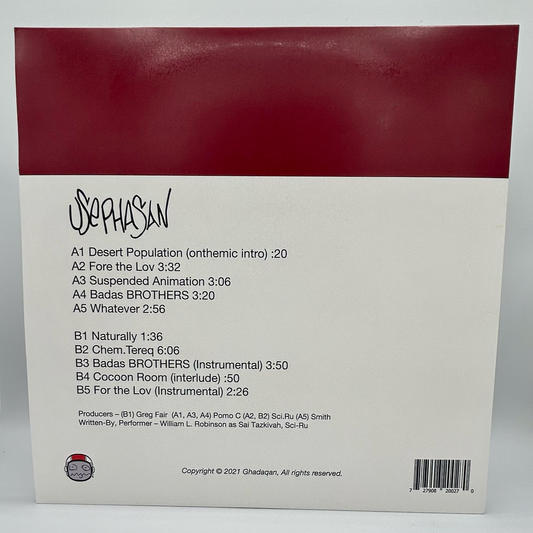 USePHASAN
A1 Desert Population (onthemic intro) :20
A2 Fore the Lov 3:32
A3 Suspended Animation 3:06
A4 Badas BROTHERS 3:20
A5 Whatever 2:56
B1 Naturally 1:36
B2 Chem.Tereq 6:06
B3 Badas BROTHERS (Instrumental) 3:50
B4 Cocoon Room (interlude) :50
B5 For the Lov (Instrumental) 2:26
Producers – (B1) Greg Fair (A1, A3, A4) Pomo C (A2, B2) Sci.Ru (A5) Smith
Written-By, Performer – William L. Robinson as Sai Tazkivah, Sci-Ru
Copyright © 2021 Ghadaqan, All rights reserved.
7 27908 20027 0